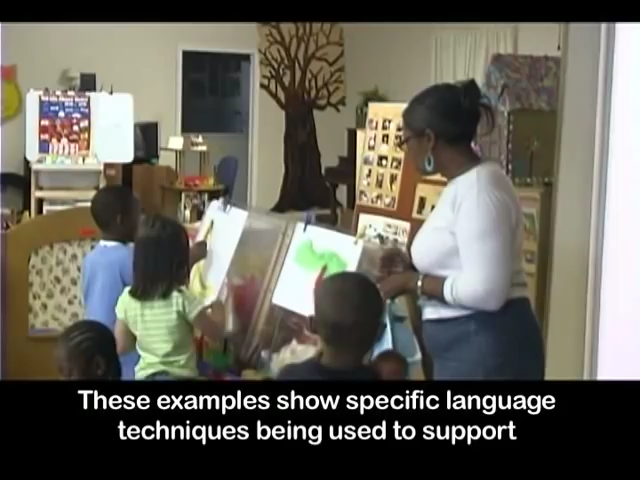 These examples show specific language
techniques being used to support